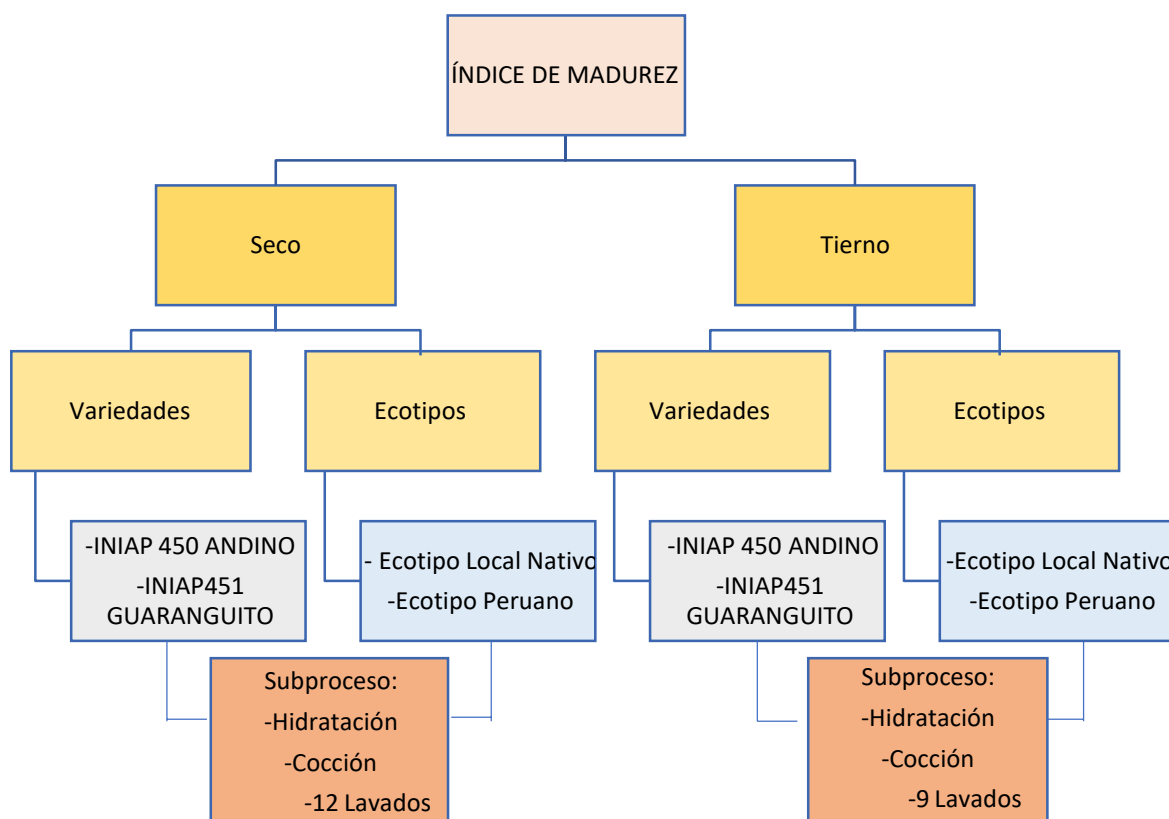 ÍNDICE DE MADUREZ
Seco
Tierno
Variedades
Ecotipos
Variedades
Ecotipos
-INIAP 450 ANDINO
-INIAP451
GUARANGUITO
- Ecotipo Local Nativo
-Ecotipo Peruano
-INIAP 450 ANDINO
-INIAP451
GUARANGUITO
-Ecotipo Local Nativo
-Ecotipo Peruano
Subproceso:
-Hidratación
-Cocción
-12 Lavados
Subproceso:
-Hidratación
-Cocción
-9 Lavados